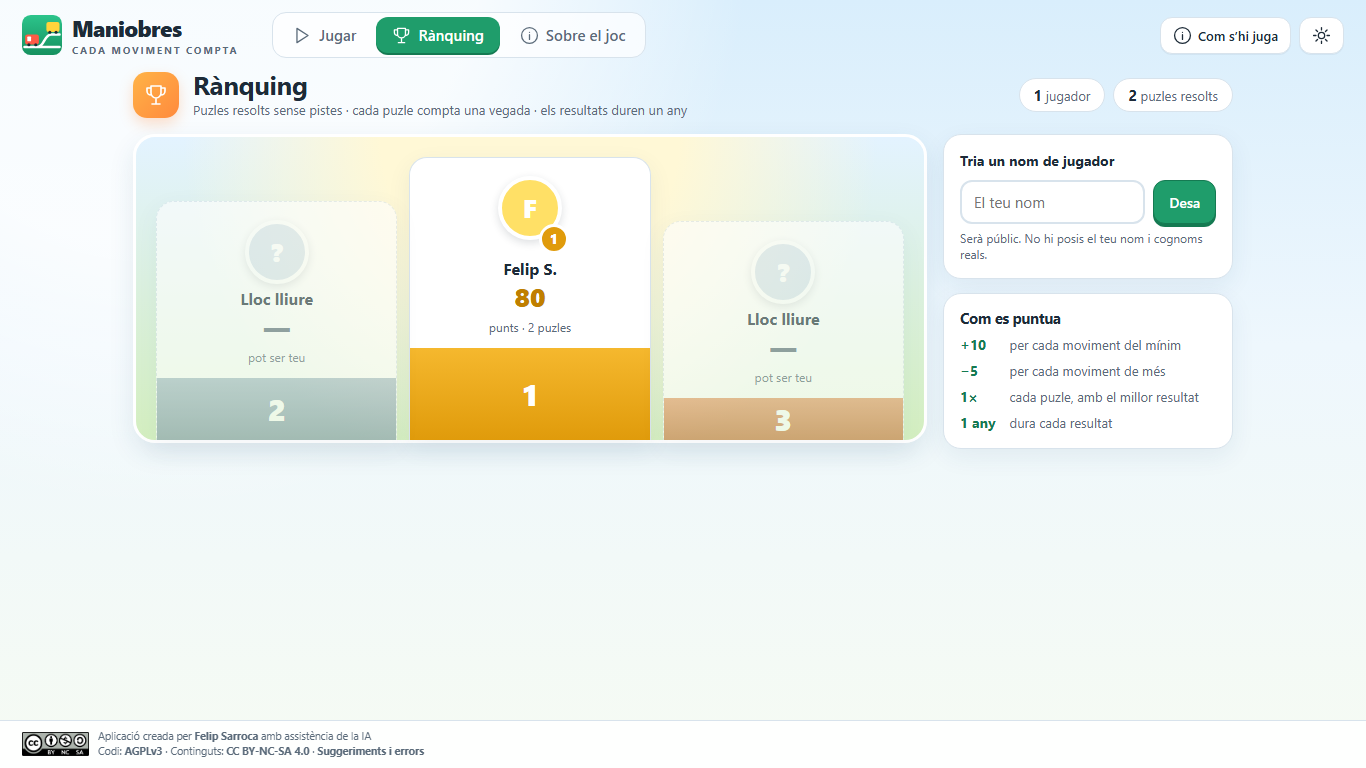 Maniobres
CADA MOVIMENT COMPTA
Jugar
Rànquing
Sobre el joc
Com s'hi juga
Rànquing
Puzles resolts sense pistes · cada puzle compta una vegada · els resultats duren un any
1 jugador
2 puzles resolts
?
Lloc lliure
—
pot ser teu
2
F
1
Felip S.
80
punts · 2 puzles
1
?
Lloc lliure
—
pot ser teu
3
Tria un nom de jugador
El teu nom
Desa
Serà públic. No hi posis el teu nom i cognoms
reals.
Com es puntua
+10 per cada moviment del mínim
−5 per cada moviment de més
1× cada puzle, amb el millor resultat
1 any dura cada resultat
cc BY NC SA
Aplicació creada per Felip Sarroca amb assistència de la IA
Codi: AGPLv3 · Continguts: CC BY-NC-SA 4.0 · Suggeriments i errors